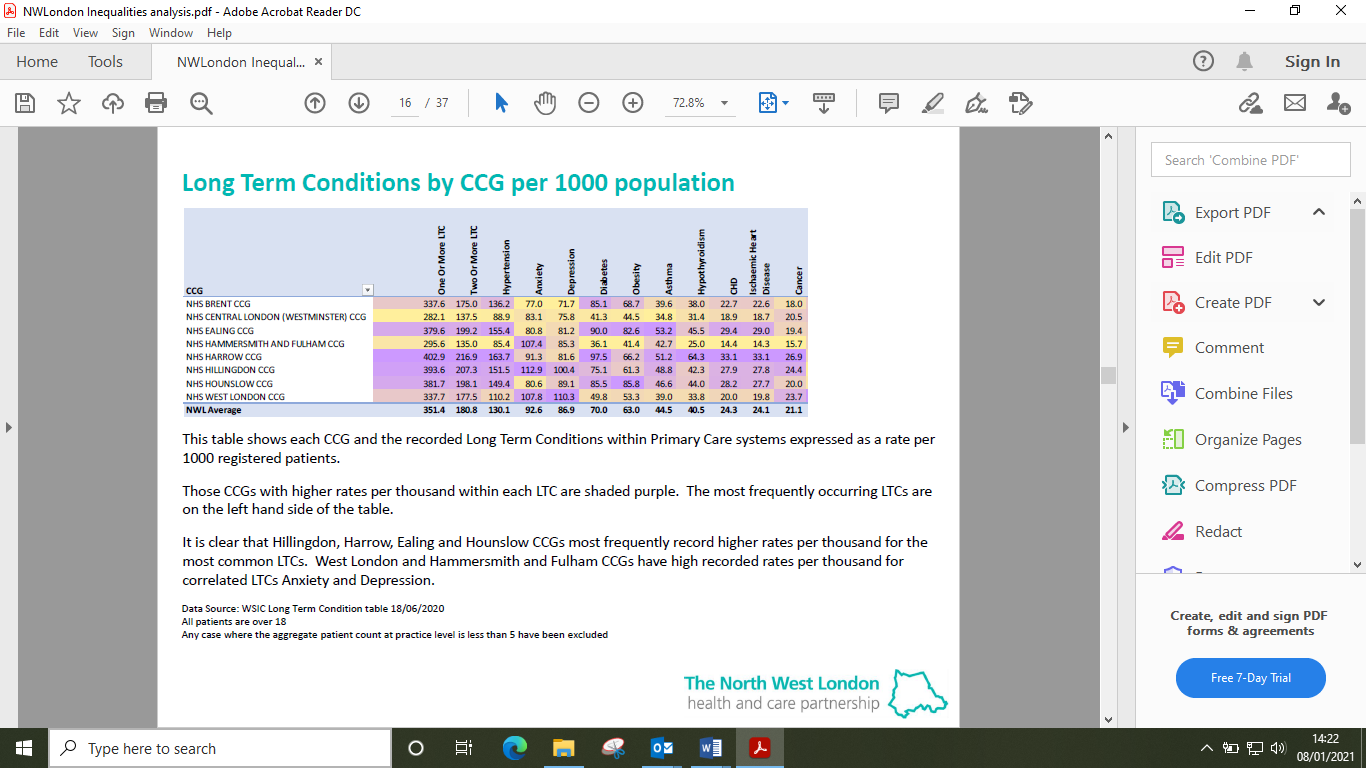 NWLondon Inequalities analysis.pdf - Adobe Acrobat Reader DC
File Edit View Sign Window Help
Home Tools NWLondon Inequal... × Sign In
16 / 37 72.8%
Long Term Conditions by CCG per 1000 population
CCG One Or More LTC Two Or More LTC Hypertension Anxiety Depression Diabetes Obesity Asthma Hypothyroidism CHD Ischaemic Heart Disease Cancer
NHS BRENT CCG 337.6 175.0 136.2 77.0 71.7 85.1 68.7 39.6 38.0 22.7 22.6 18.0
NHS CENTRAL LONDON (WESTMINSTER) CCG 282.1 137.5 88.9 83.1 75.8 41.3 44.5 34.8 31.4 18.9 18.7 20.5
NHS EALING CCG 379.6 199.2 155.4 80.8 81.2 90.0 82.6 53.2 45.5 29.4 29.0 19.4
NHS HAMMERSMITH AND FULHAM CCG 295.6 135.0 85.4 107.4 85.3 36.1 41.4 42.7 25.0 14.4 14.3 15.7
NHS HARROW CCG 402.9 216.9 163.7 91.3 81.6 97.5 66.2 51.2 64.3 33.1 33.1 26.9
NHS HILLINGDON CCG 393.6 207.3 151.5 112.9 100.4 75.1 61.3 48.8 42.3 27.9 27.8 24.4
NHS HOUNSLOW CCG 381.7 198.1 149.4 80.6 89.1 85.5 85.8 46.6 44.0 28.2 27.7 20.0
NHS WEST LONDON CCG 337.7 177.5 110.2 107.8 110.3 49.8 53.3 39.0 33.8 20.0 19.8 23.7
NWL Average 351.4 180.8 130.1 92.6 86.9 70.0 63.0 44.5 40.5 24.3 24.1 21.1
This table shows each CCG and the recorded Long Term Conditions within Primary Care systems expressed as a rate per
1000 registered patients.
Those CCGs with higher rates per thousand within each LTC are shaded purple. The most frequently occurring LTCs are
on the left hand side of the table.
It is clear that Hillingdon, Harrow, Ealing and Hounslow CCGs most frequently record higher rates per thousand for the
most common LTCs. West London and Hammersmith and Fulham CCGs have high recorded rates per thousand for
correlated LTCs Anxiety and Depression.
Data Source: WSIC Long Term Condition table 18/06/2020
All patients are over 18
Any case where the aggregate patient count at practice level is less than 5 have been excluded
The North West London
health and care partnership
Search 'Combine PDF'
Export PDF
Edit PDF
Create PDF
Comment
Combine Files
Organize Pages
Compress PDF
Redact
Create, edit and sign PDF
forms & agreements
Free 7-Day Trial
Type here to search
14:22
08/01/2021